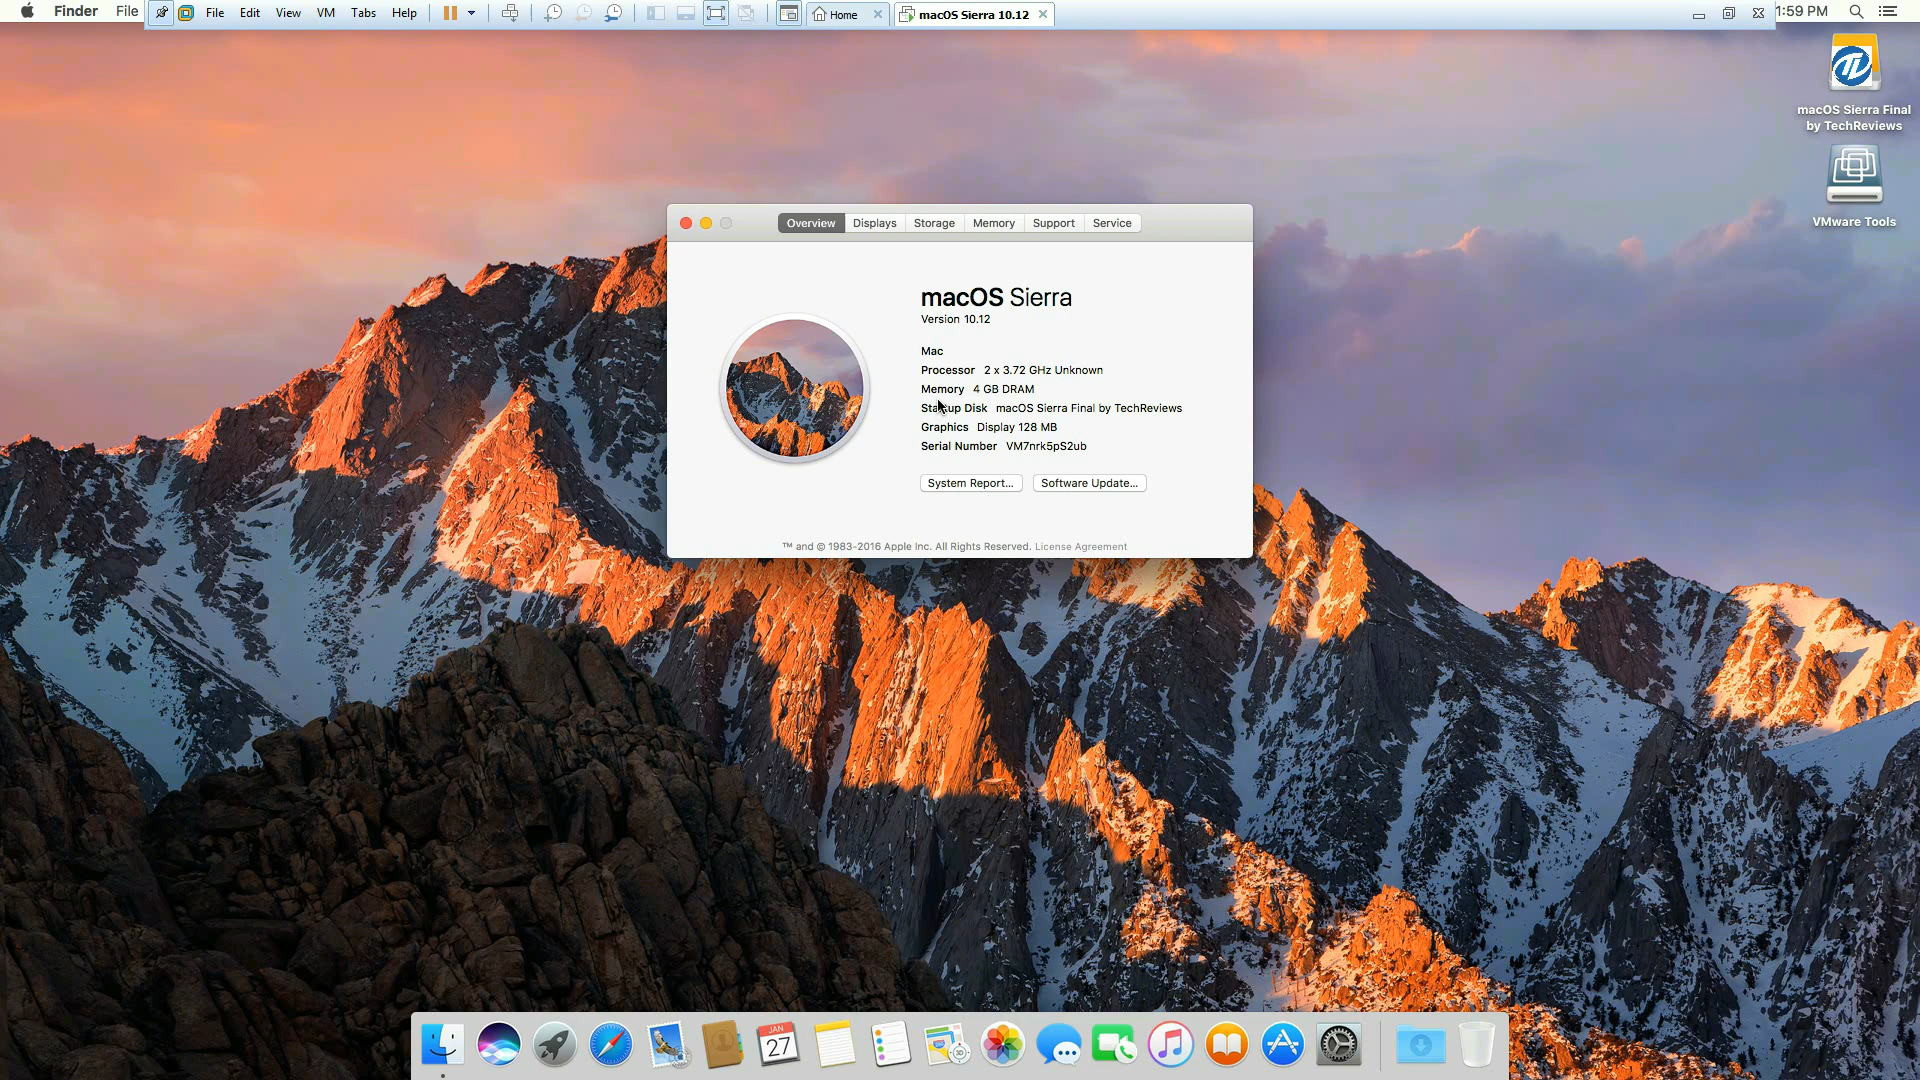 Finder File File Edit View VM Tabs Help Home macOS Sierra 10.12 1:59 PM
macOS Sierra Final
by TechReviews
VMware Tools
Overview Displays Storage Memory Support Service
macOS Sierra
Version 10.12
Mac
Processor 2 x 3.72 GHz Unknown
Memory 4 GB DRAM
Startup Disk macOS Sierra Final by TechReviews
Graphics Display 128 MB
Serial Number VM7nrk5pS2ub
System Report... Software Update...
™ and © 1983-2016 Apple Inc. All Rights Reserved. License Agreement
JAN
27
3D